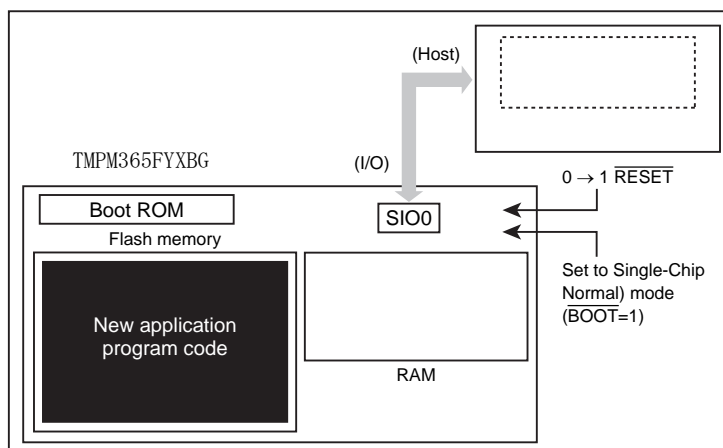 (Host)
TMPM365FYXBG
(I/O)
0 → 1 RESET
Boot ROM
SIO0
Flash memory
Set to Single-Chip
Normal) mode
(BOOT=1)
New application
program code
RAM